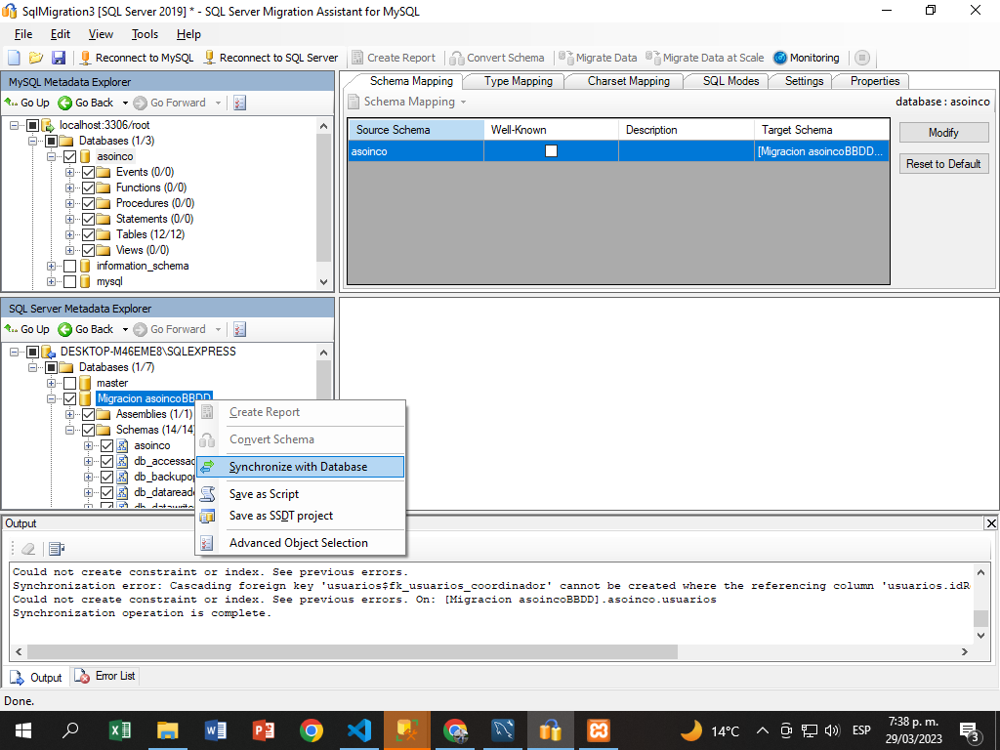 SqlMigration3 [SQL Server 2019] * - SQL Server Migration Assistant for MySQL
File Edit View Tools Help
Reconnect to MySQL Reconnect to SQL Server Create Report Convert Schema Migrate Data Migrate Data at Scale Monitoring
MySQL Metadata Explorer
Go Up Go Back Go Forward
localhost:3306/root
Databases (1/3)
asoinco
Events (0/0)
Functions (0/0)
Procedures (0/0)
Statements (0/0)
Tables (12/12)
Views (0/0)
information_schema
mysql
Schema Mapping Type Mapping Charset Mapping SQL Modes Settings Properties
Schema Mapping database : asoinco
Source Schema Well-Known Description Target Schema
asoinco [Migracion asoincoBBDD...
Modify
Reset to Default
SQL Server Metadata Explorer
Go Up Go Back Go Forward
DESKTOP-M46EME8\SQLEXPRESS
Databases (1/7)
master
Migracion asoincoBBDD
Assemblies (1/1)
Schemas (14/14)
asoinco
db_accessad
db_backupop
db_datareade
db_datawrite
Create Report
Convert Schema
Synchronize with Database
Save as Script
Save as SSDT project
Advanced Object Selection
Output
Could not create constraint or index. See previous errors.
Synchronization error: Cascading foreign key 'usuarios$fk_usuarios_coordinador' cannot be created where the referencing column 'usuarios.idR
Could not create constraint or index. See previous errors. On: [Migracion asoincoBBDD].asoinco.usuarios
Synchronization operation is complete.
Output Error List
Done.
14°C ESP 7:38 p. m.
29/03/2023
3